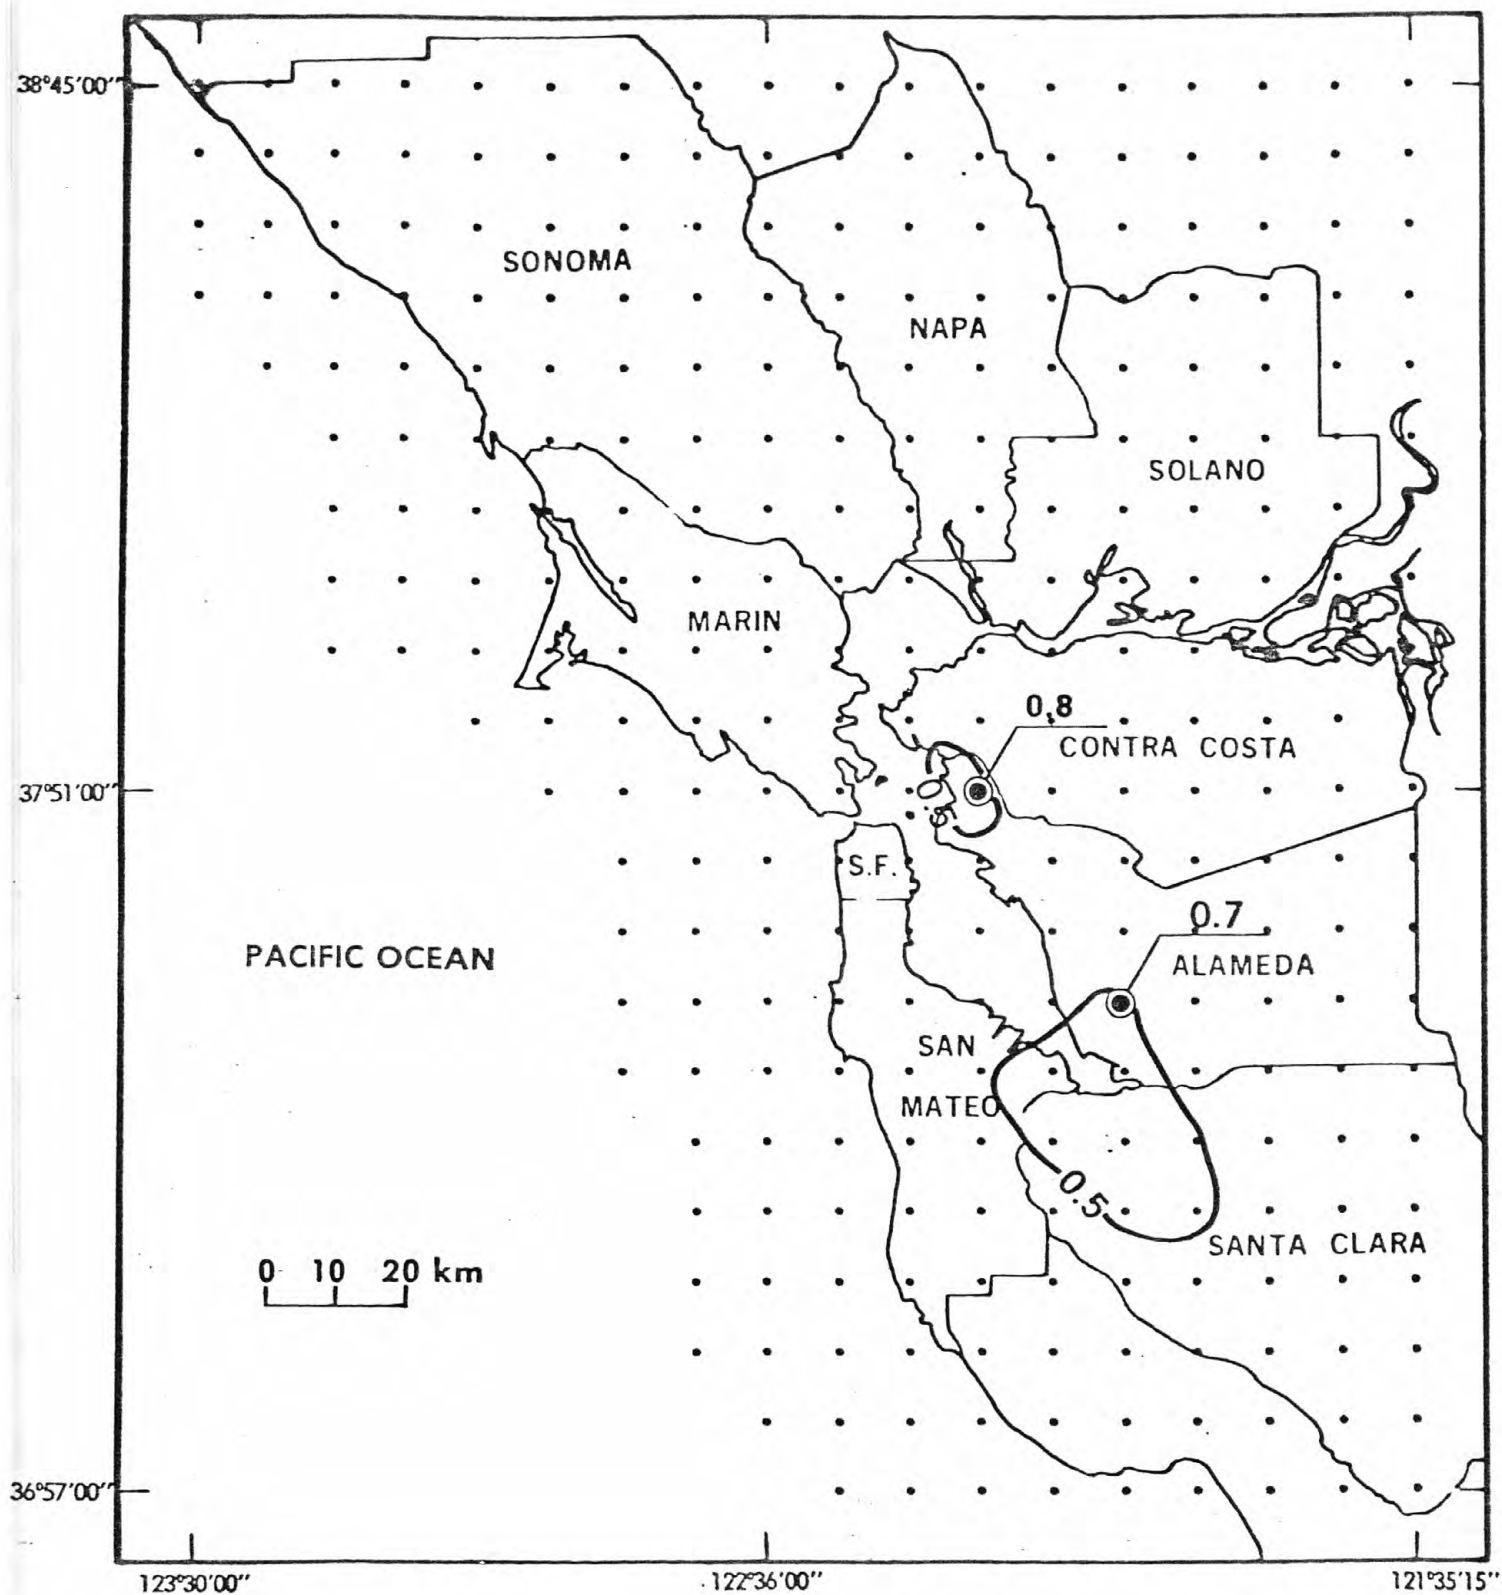 38°45'00"
SONOMA
NAPA
SOLANO
MARIN
0.8
CONTRA COSTA
37°51'00"
0.5
S.F.
0.7
PACIFIC OCEAN
ALAMEDA
SAN
MATEO
0.5
SANTA CLARA
0 10 20 km
36°57'00"
123°30'00"
122°36'00"
121°35'15"